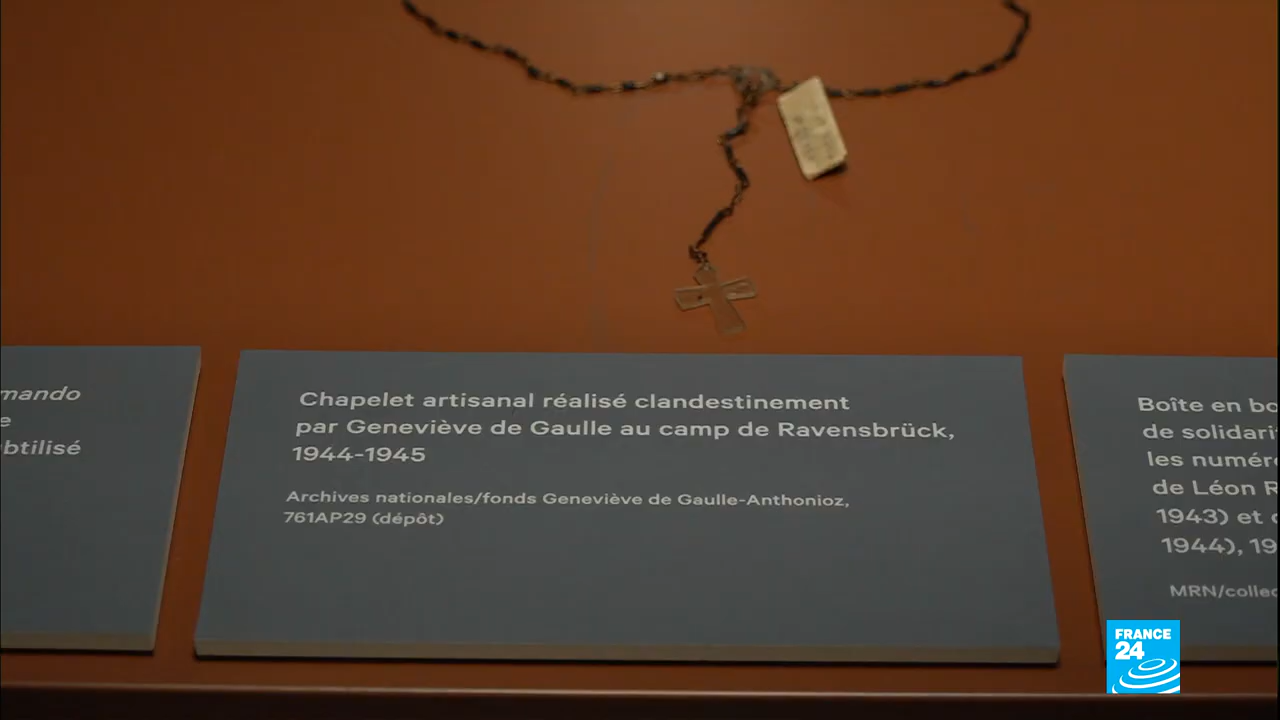 mando
e
btilisé
Chapelet artisanal réalisé clandestinement
par Geneviève de Gaulle au camp de Ravensbrück,
1944-1945
Archives nationales/fonds Geneviève de Gaulle-Anthonioz,
761AP29 (dépôt)
Boîte en bo
de solidari
les numéro
de Léon R
1943) et
1944), 19
MRN/collec
FRANCE
24